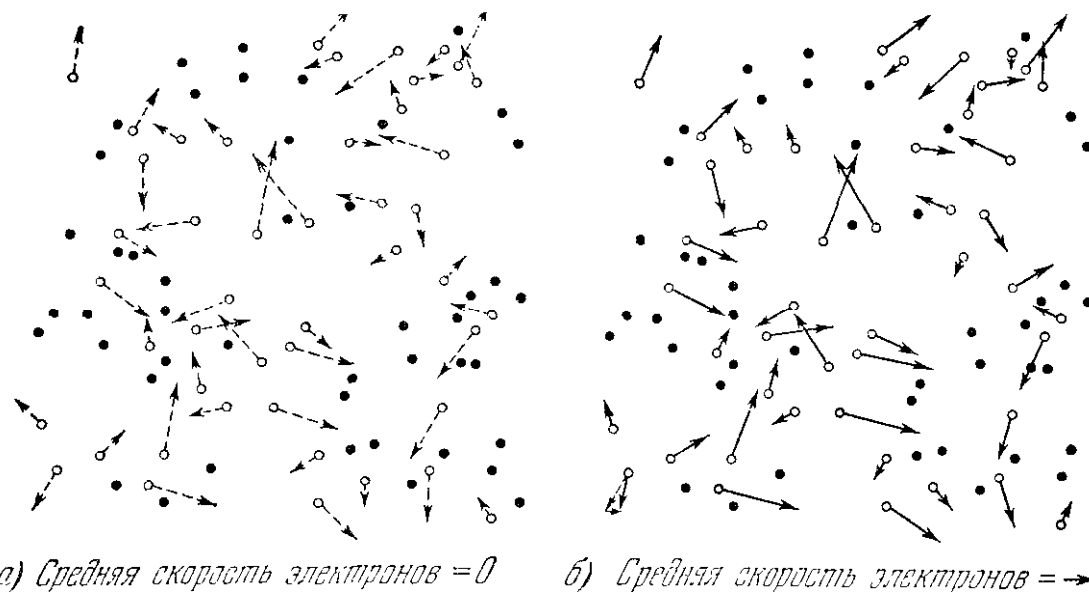 а) Средняя скорость электронов = 0
б) Средняя скорость электронов = →